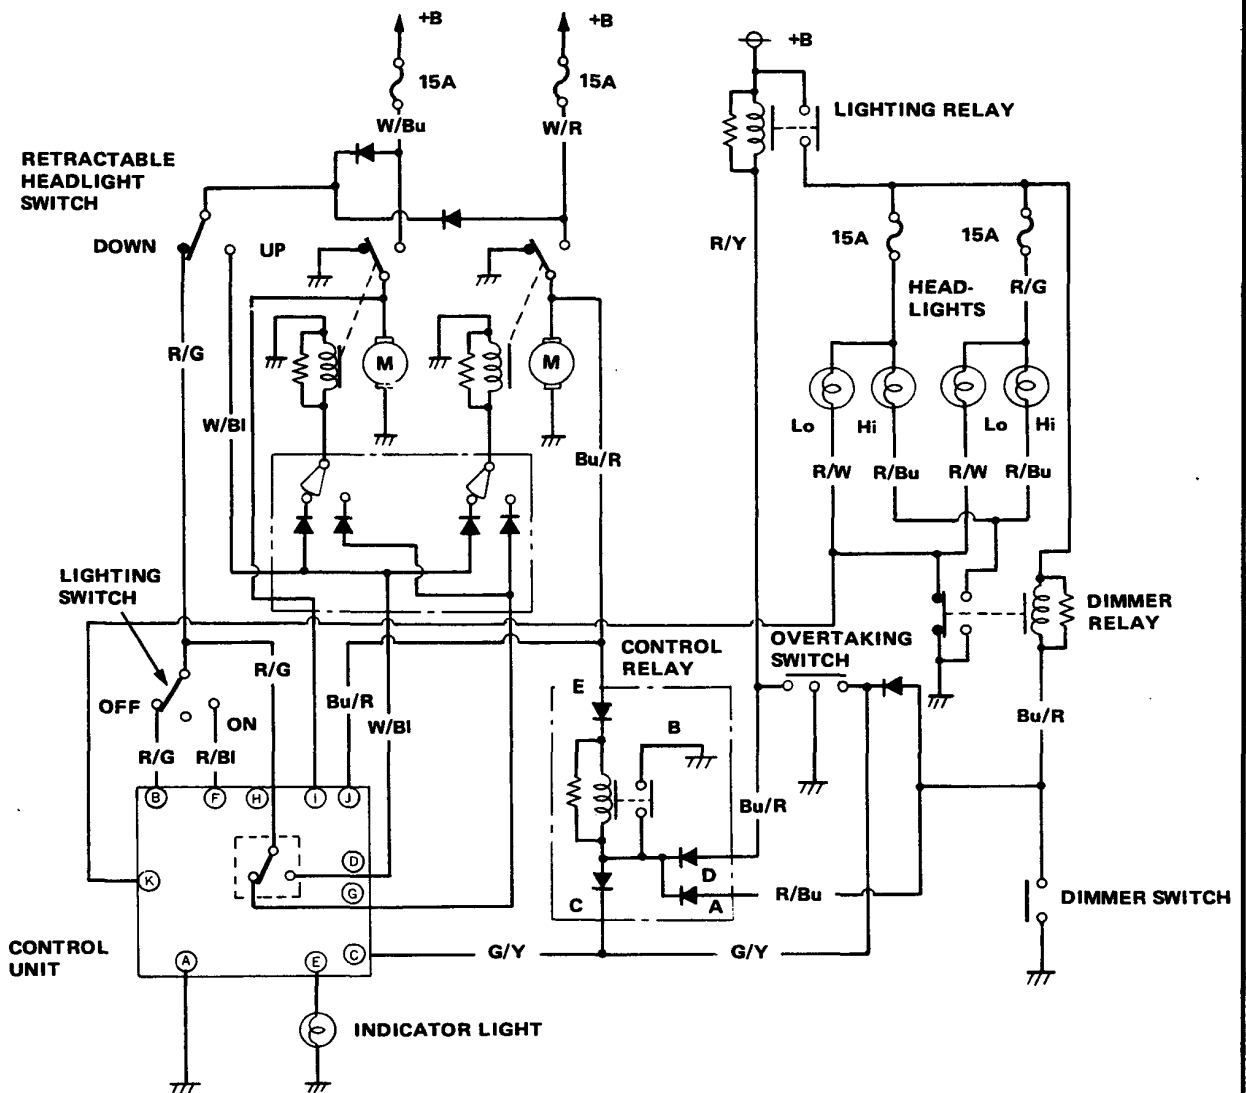 +B
+B
+B
15A
15A
LIGHTING RELAY
W/Bu
W/R
RETRACTABLE
HEADLIGHT
SWITCH
DOWN
UP
R/Y
15A
15A
HEAD-
LIGHTS
R/G
R/G
M
M
W/Bl
Lo
Hi
Lo
Hi
Bu/R
R/W
R/Bu
R/W
R/Bu
LIGHTING
SWITCH
DIMMER
RELAY
CONTROL
RELAY
OVERTAKING
SWITCH
R/G
OFF
ON
Bu/R
W/Bl
E
B
Bu/R
R/G
R/Bl
B
F
H
I
J
Bu/R
D
K
G
D
C
A
R/Bu
DIMMER SWITCH
CONTROL
UNIT
A
E
C
G/Y
G/Y
INDICATOR LIGHT